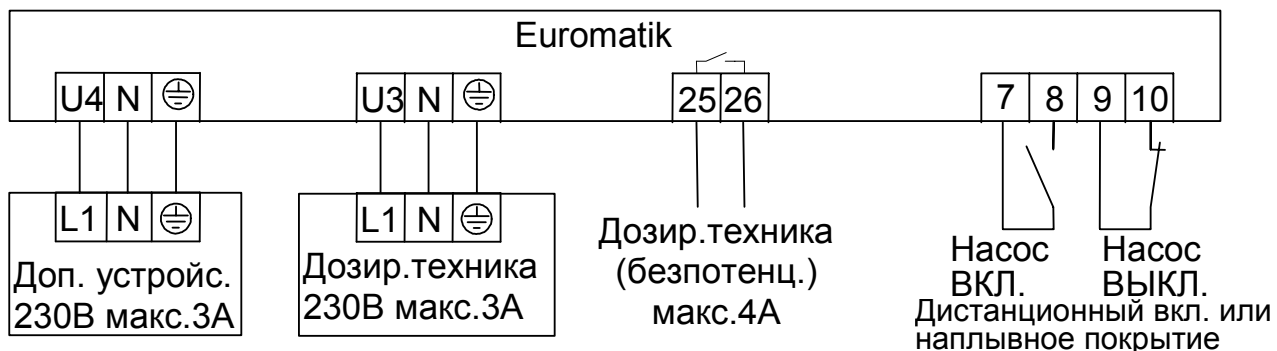 Euromatik
U4 N
U3 N
25 26
7 8 9 10
L1 N
L1 N
Доп. устройс.
230В макс.3А
Дозир.техника
230В макс.3А
Дозир.техника
(безпотенц.)
макс.4А
Насос
ВКЛ.
Насос
ВЫКЛ.
Дистанционный вкл. или
наплывное покрытие